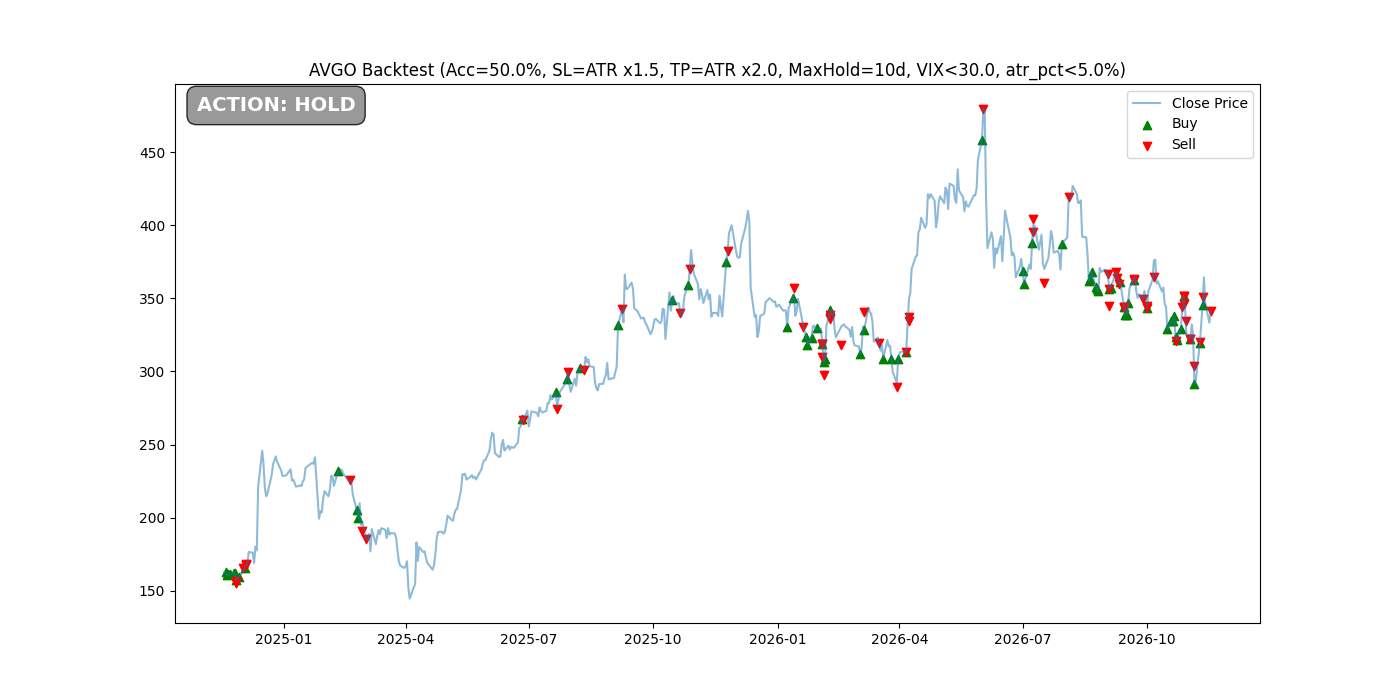 AVGO Backtest (Acc=50.0%, SL=ATR x1.5, TP=ATR x2.0, MaxHold=10d, VIX<30.0, atr_pct<5.0%)
ACTION: HOLD
Close Price
Buy
Sell
450
400
350
300
250
200
150
2025-01 2025-04 2025-07 2025-10 2026-01 2026-04 2026-07 2026-10